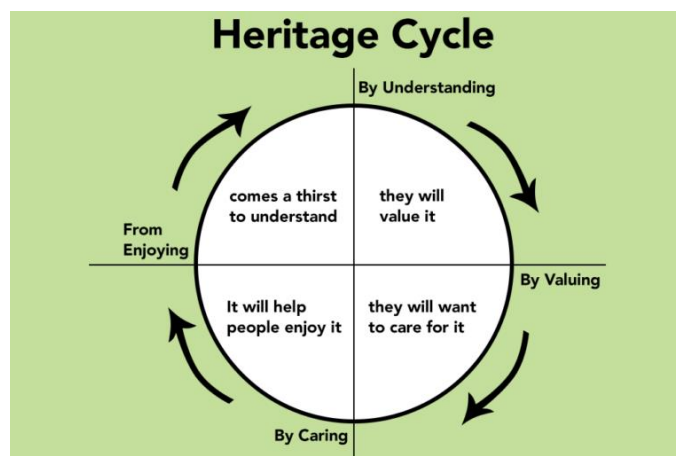 Heritage Cycle
By Understanding
comes a thirst
to understand
they will
value it
From
Enjoying
By Valuing
It will help
people enjoy it
they will want
to care for it
By Caring